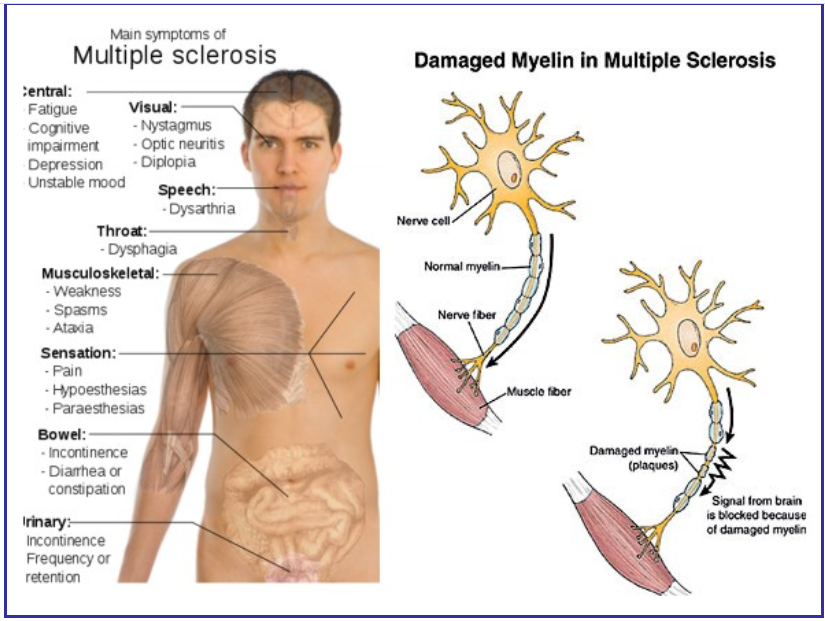 Main symptoms of
Multiple sclerosis
Central:
- Fatigue
- Cognitive
impairment
- Depression
- Unstable mood
Visual:
- Nystagmus
- Optic neuritis
- Diplopia
Speech:
- Dysarthria
Throat:
- Dysphagia
Musculoskeletal:
- Weakness
- Spasms
- Ataxia
Sensation:
- Pain
- Hypoesthesias
- Paraesthesias
Bowel:
- Incontinence
- Diarrhea or
constipation
Urinary:
Incontinence
Frequency or
retention
Damaged Myelin in Multiple Sclerosis
Nerve cell
Normal myelin
Nerve fiber
Muscle fiber
Damaged myelin
(plaques)
Signal from brain
is blocked because
of damaged myelin